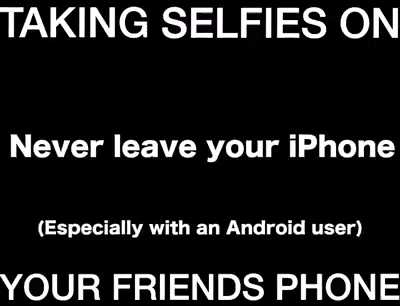 TAKING SELFIES ON
Never leave your iPhone
(Especially with an Android user)
YOUR FRIENDS PHONE